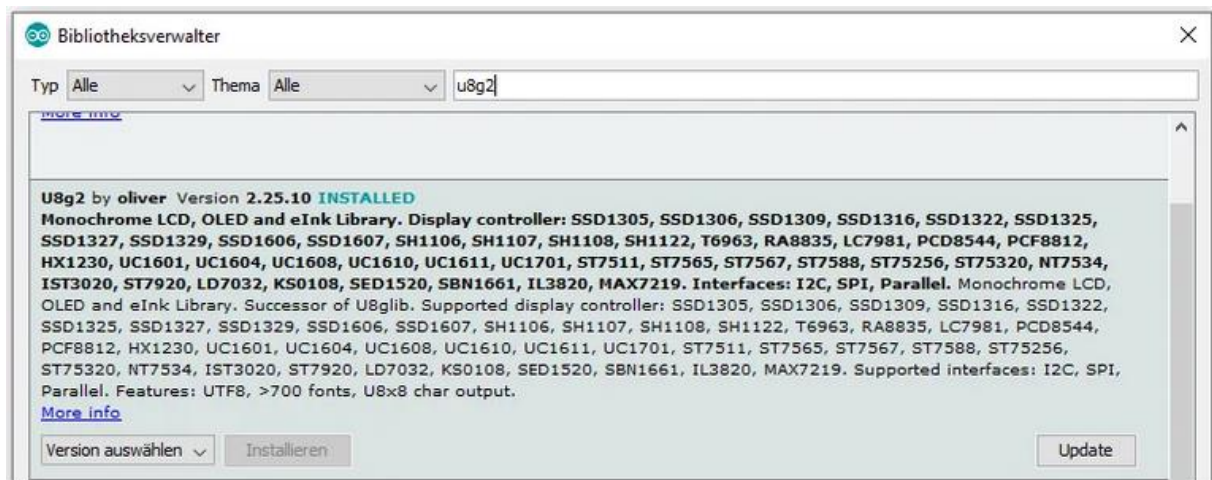 Bibliotheksverwalter
Typ Alle Thema Alle u8g2
More info
U8g2 by oliver Version 2.25.10 INSTALLED
Monochrome LCD, OLED and eInk Library. Display controller: SSD1305, SSD1306, SSD1309, SSD1316, SSD1322, SSD1325,
SSD1327, SSD1329, SSD1606, SSD1607, SH1106, SH1107, SH1108, SH1122, T6963, RA8835, LC7981, PCD8544, PCF8812,
HX1230, UC1601, UC1604, UC1608, UC1610, UC1611, UC1701, ST7511, ST7565, ST7567, ST7588, ST75256, ST75320, NT7534,
IST3020, ST7920, LD7032, KS0108, SED1520, SBN1661, IL3820, MAX7219. Interfaces: I2C, SPI, Parallel. Monochrome LCD,
OLED and eInk Library. Successor of U8glib. Supported display controller: SSD1305, SSD1306, SSD1309, SSD1316, SSD1322,
SSD1325, SSD1327, SSD1329, SSD1606, SSD1607, SH1106, SH1107, SH1108, SH1122, T6963, RA8835, LC7981, PCD8544,
PCF8812, HX1230, UC1601, UC1604, UC1608, UC1610, UC1611, UC1701, ST7511, ST7565, ST7567, ST7588, ST75256,
ST75320, NT7534, IST3020, ST7920, LD7032, KS0108, SED1520, SBN1661, IL3820, MAX7219. Supported interfaces: I2C, SPI,
Parallel. Features: UTF8, >700 fonts, U8x8 char output.
More info
Version auswählen Installieren Update